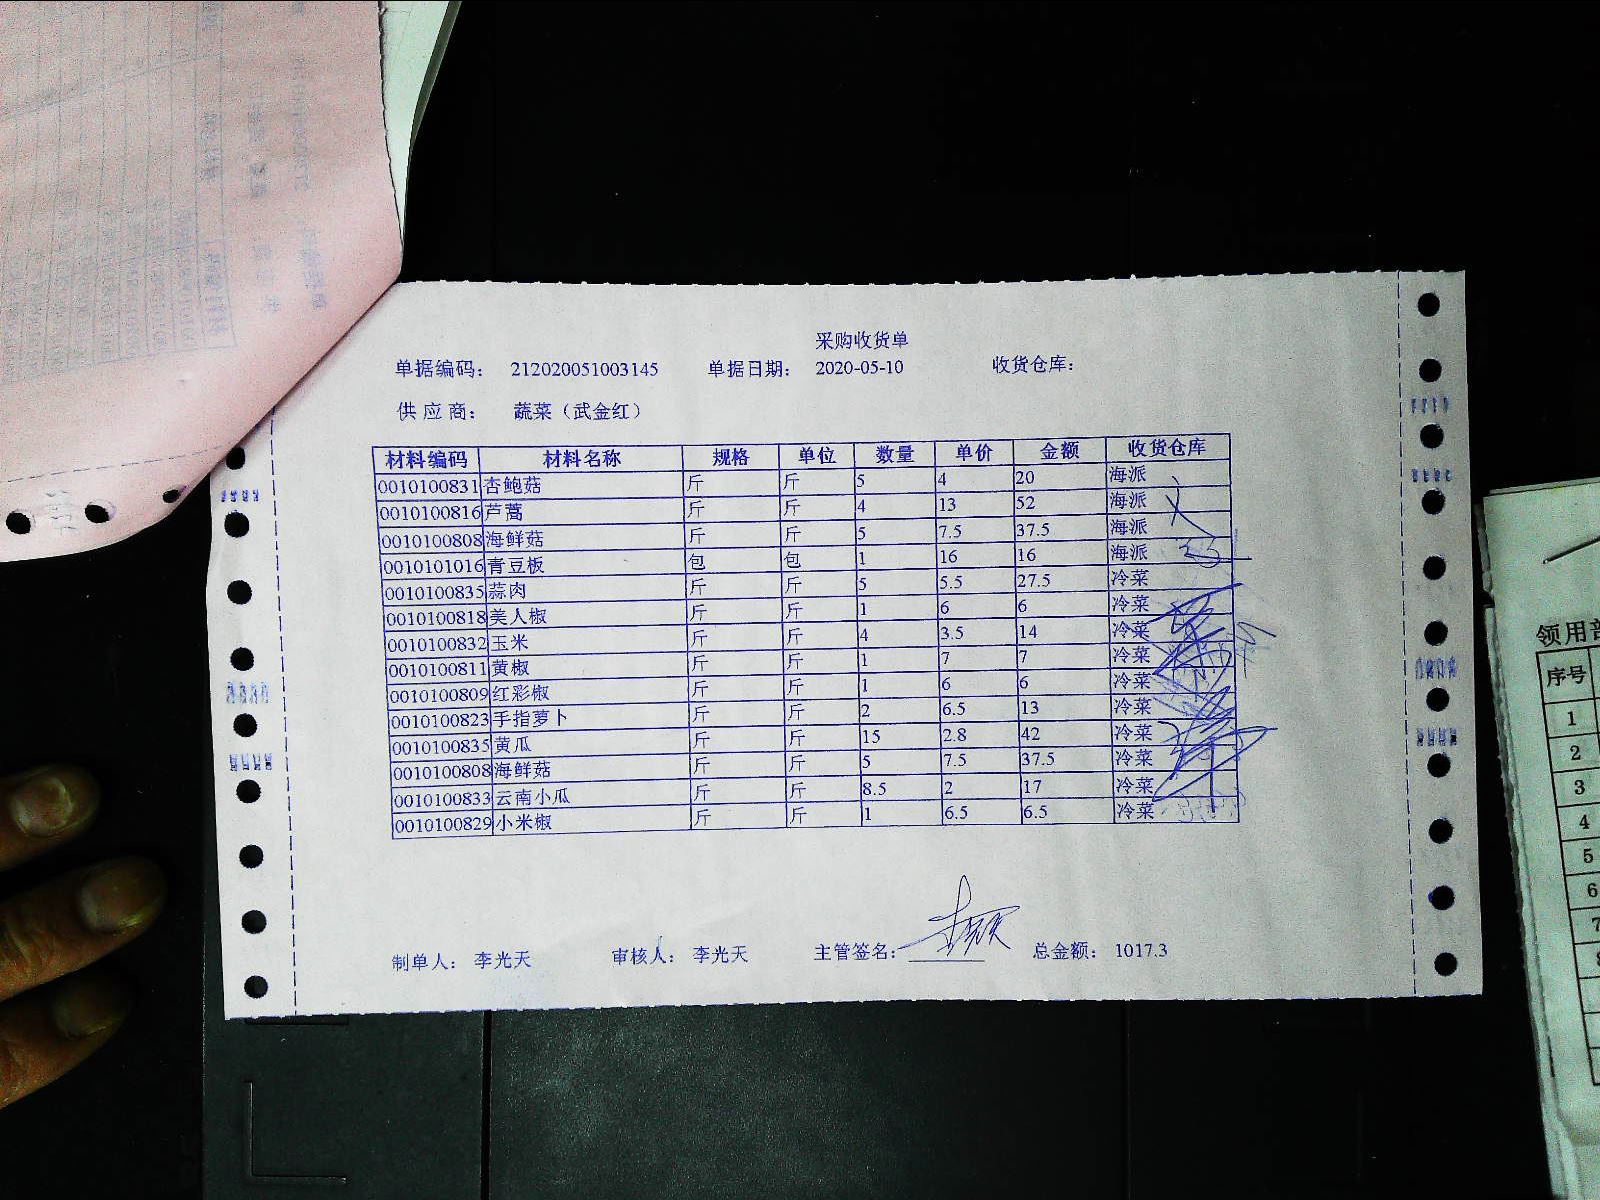 采购收货单
单据编码： 212020051003145 单据日期： 2020-05-10 收货仓库：
供 应 商： 蔬菜（武金红）
材料编码 材料名称 规格 单位 数量 单价 金额 收货仓库
0010100831 杏鲍菇 斤 斤 5 4 20 海派
0010100816 芦蒿 斤 斤 4 13 52 海派
0010100808 海鲜菇 斤 斤 5 7.5 37.5 海派
0010101016 青豆板 包 包 1 16 16 海派
0010100835 蒜肉 斤 斤 5 5.5 27.5 冷菜
0010100818 美人椒 斤 斤 1 6 6 冷菜
0010100832 玉米 斤 斤 4 3.5 14 冷菜
0010100811 黄椒 斤 斤 1 7 7 冷菜
0010100809 红彩椒 斤 斤 1 6 6 冷菜
0010100823 手指萝卜 斤 斤 2 6.5 13 冷菜
0010100835 黄瓜 斤 斤 15 2.8 42 冷菜
0010100808 海鲜菇 斤 斤 5 7.5 37.5 冷菜
0010100833 云南小瓜 斤 斤 8.5 2 17 冷菜
0010100829 小米椒 斤 斤 1 6.5 6.5 冷菜
制单人： 李光天 审核人： 李光天 主管签名： 总金额： 1017.3
领用部
序号
1
2
3
4
5
6
7
8